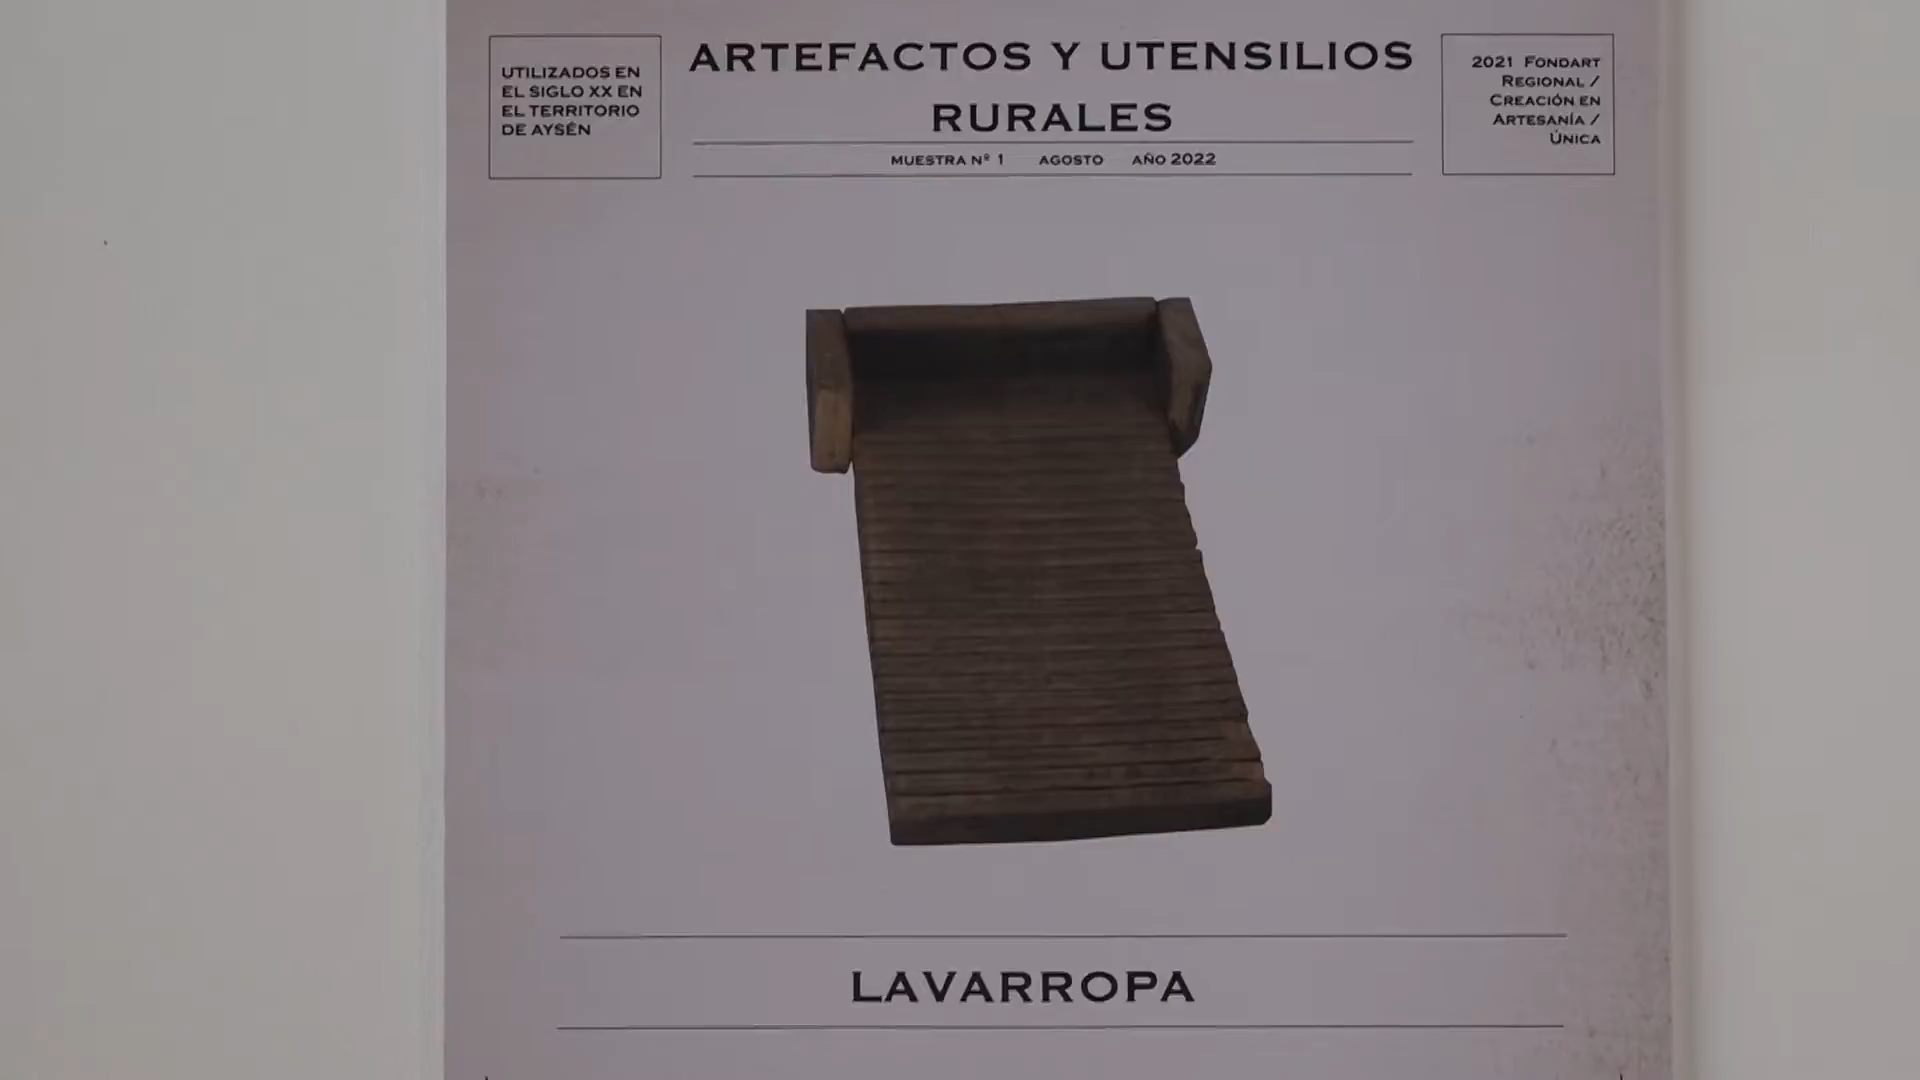 UTILIZADOS EN
EL SIGLO XX EN
EL TERRITORIO
DE AYSÉN
ARTEFACTOS Y UTENSILIOS
RURALES
MUESTRA Nº 1 AGOSTO AÑO 2022
2021 FONDART
REGIONAL /
CREACIÓN EN
ARTESANÍA /
ÚNICA
LAVARROPA